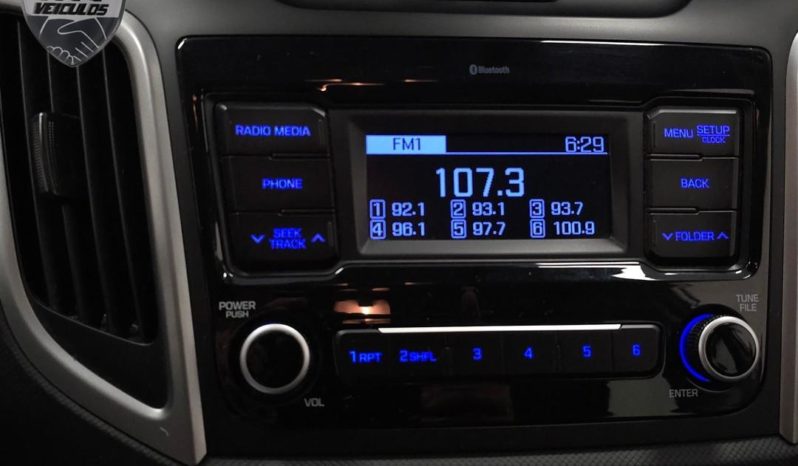 VEÍCULOS
Bluetooth
RADIO MEDIA
PHONE
SEEK
TRACK
FM1 6:29
107.3
1 92.1 2 93.1 3 93.7
4 96.1 5 97.7 6 100.9
MENU SETUP
CLOCK
BACK
FOLDER
POWER
PUSH
VOL
1 RPT 2 SHFL 3 4 5 6
TUNE
FILE
ENTER